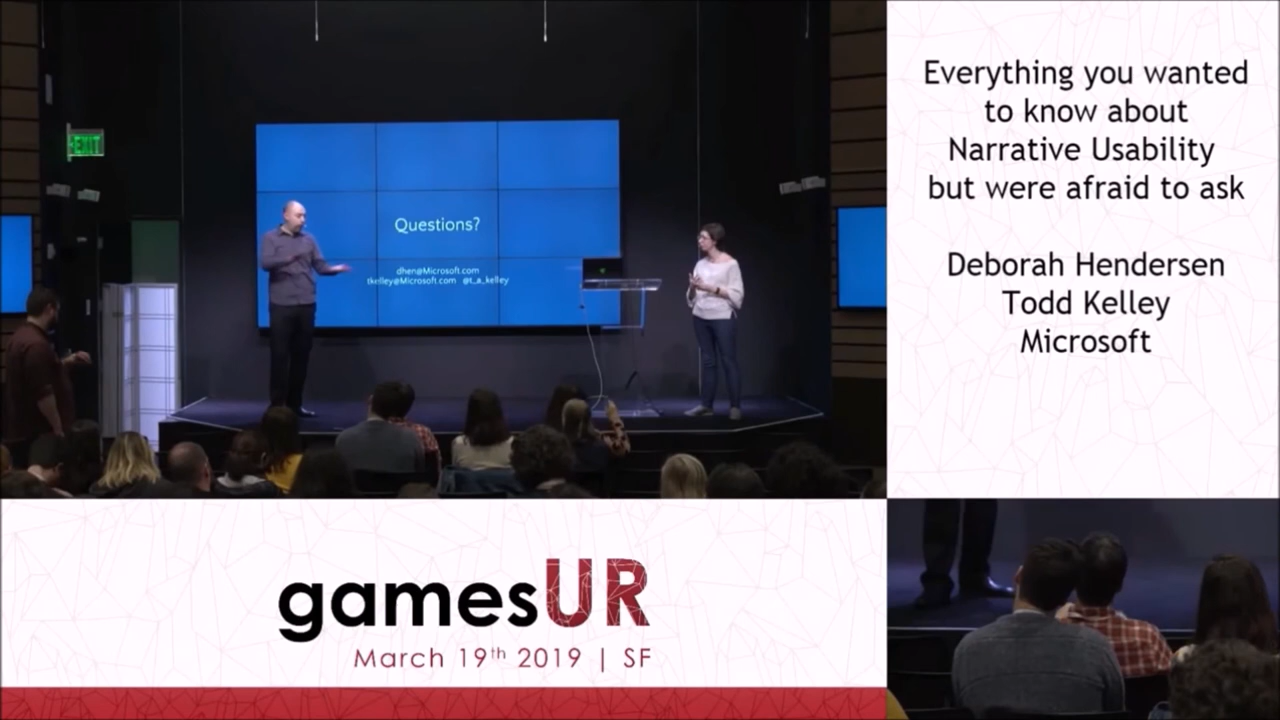 EXIT
Questions?
dhen@Microsoft.com
tkelley@Microsoft.com @t_a_kelley
Everything you wanted
to know about
Narrative Usability
but were afraid to ask
Deborah Hendersen
Todd Kelley
Microsoft
gamesUR
March 19th 2019 | SF